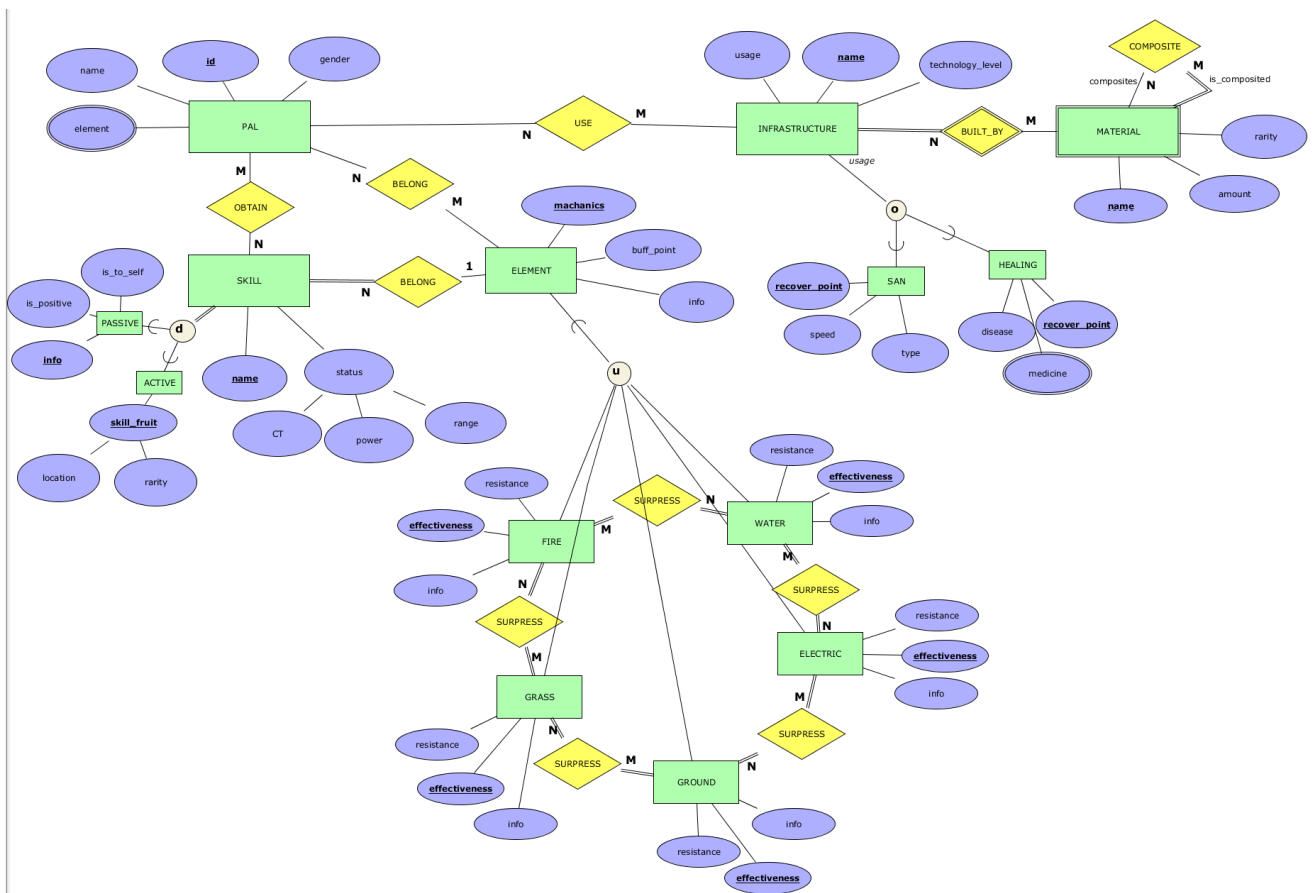 COMPOSITE
M
composites
N
is_composited
name
id
gender
element
PAL
N
USE
M
usage
name
technology_level
INFRASTRUCTURE
usage
N
BUILT_BY
M
MATERIAL
rarity
amount
name
M
OBTAIN
N
N
BELONG
M
machanics
buff_point
info
ELEMENT
1
BELONG
N
SKILL
is_to_self
is_positive
PASSIVE
info
d
ACTIVE
skill_fruit
location
rarity
name
status
CT
power
range
o
SAN
recover_point
speed
type
HEALING
disease
recover_point
medicine
u
resistance
effectiveness
info
FIRE
M
SURPRESS
N
resistance
effectiveness
info
WATER
M
SURPRESS
N
resistance
effectiveness
info
ELECTRIC
N
SURPRESS
M
GRASS
resistance
effectiveness
info
N
SURPRESS
M
M
SURPRESS
N
GROUND
info
resistance
effectiveness